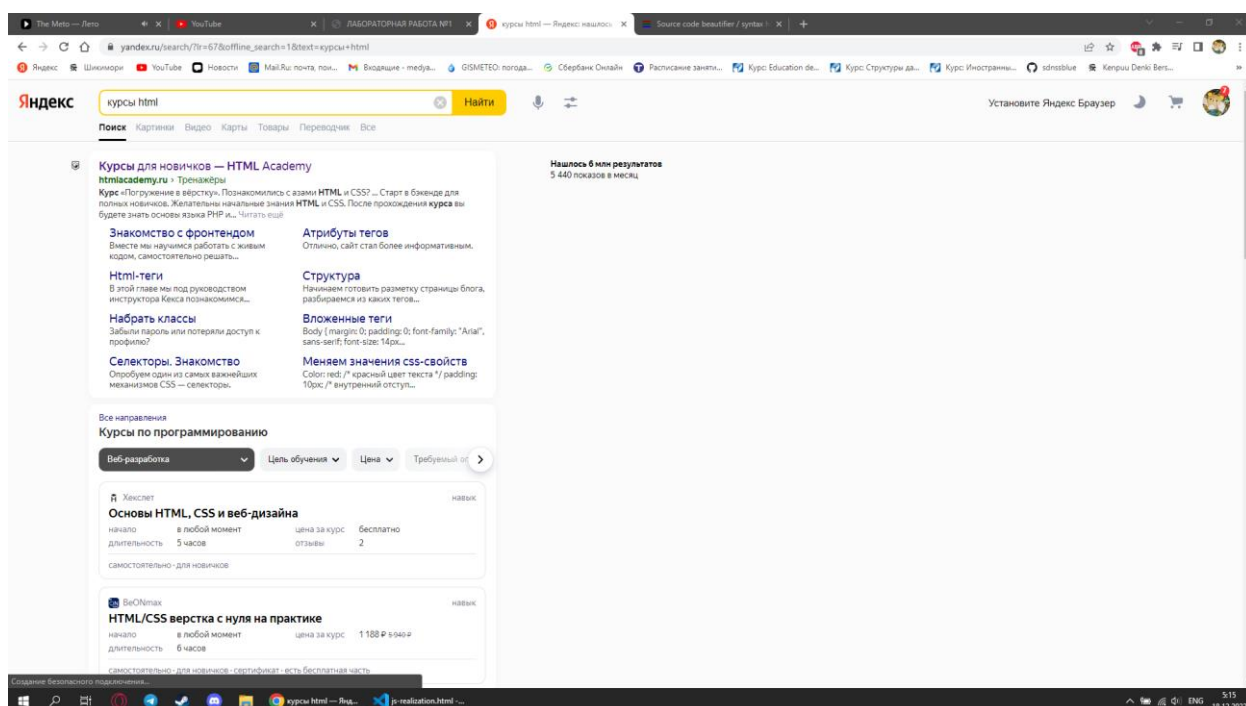 The Meto — Лето
YouTube
ЛАБОРАТОРНАЯ РАБОТА №1
курсы html — Яндекс: нашлось
Source code beautifier / syntax
yandex.ru/search/?lr=67&offline_search=1&text=курсы+html
Яндекс Шикимори YouTube Новости Mail.Ru: почта, пои... Входящие - medya... GISMETEO: погода... Сбербанк Онлайн Расписание заняти... Курс: Education de... Курс: Структуры да... Курс: Иностранны... sdnssblue Kenpuu Denki Bers...
Яндекс
курсы html
Найти
Установите Яндекс Браузер
Поиск Картинки Видео Карты Товары Переводчик Все
Курсы для новичков — HTML Academy
htmlacademy.ru › Тренажёры
Курс «Погружение в вёрстку». Познакомились с азами HTML и CSS? ... Старт в бэкенде для
полных новичков. Желательны начальные знания HTML и CSS. После прохождения курса вы
будете знать основы языка PHP и... Читать ещё
Нашлось 6 млн результатов
5 440 показов в месяц
Знакомство с фронтендом
Вместе мы научимся работать с живым
кодом, самостоятельно решать...
Атрибуты тегов
Отлично, сайт стал более информативным.
Html-теги
В этой главе мы под руководством
инструктора Кекса познакомимся...
Структура
Начинаем готовить разметку страницы блога,
разбираемся из каких тегов...
Набрать классы
Забыли пароль или потеряли доступ к
профилю?
Вложенные теги
Body { margin: 0; padding: 0; font-family: "Arial",
sans-serif; font-size: 14px...
Селекторы. Знакомство
Опробуем один из самых важнейших
механизмов CSS — селекторы.
Меняем значения css-свойств
Color: red; /* красный цвет текста */ padding:
10px; /* внутренний отступ...
Все направления
Курсы по программированию
Веб-разработка Цель обучения Цена Требуемый оп
Хекслет навык
Основы HTML, CSS и веб-дизайна
начало в любой момент цена за курс бесплатно
длительность 5 часов отзывы 2
самостоятельно · для новичков
BeONmax навык
HTML/CSS верстка с нуля на практике
начало в любой момент цена за курс 1 188 ₽ 5 940 ₽
длительность 6 часов
самостоятельно · для новичков · сертификат · есть бесплатная часть
Создание безопасного подключения...
курсы html — Янд... js-realization.html -...
ENG
5:15